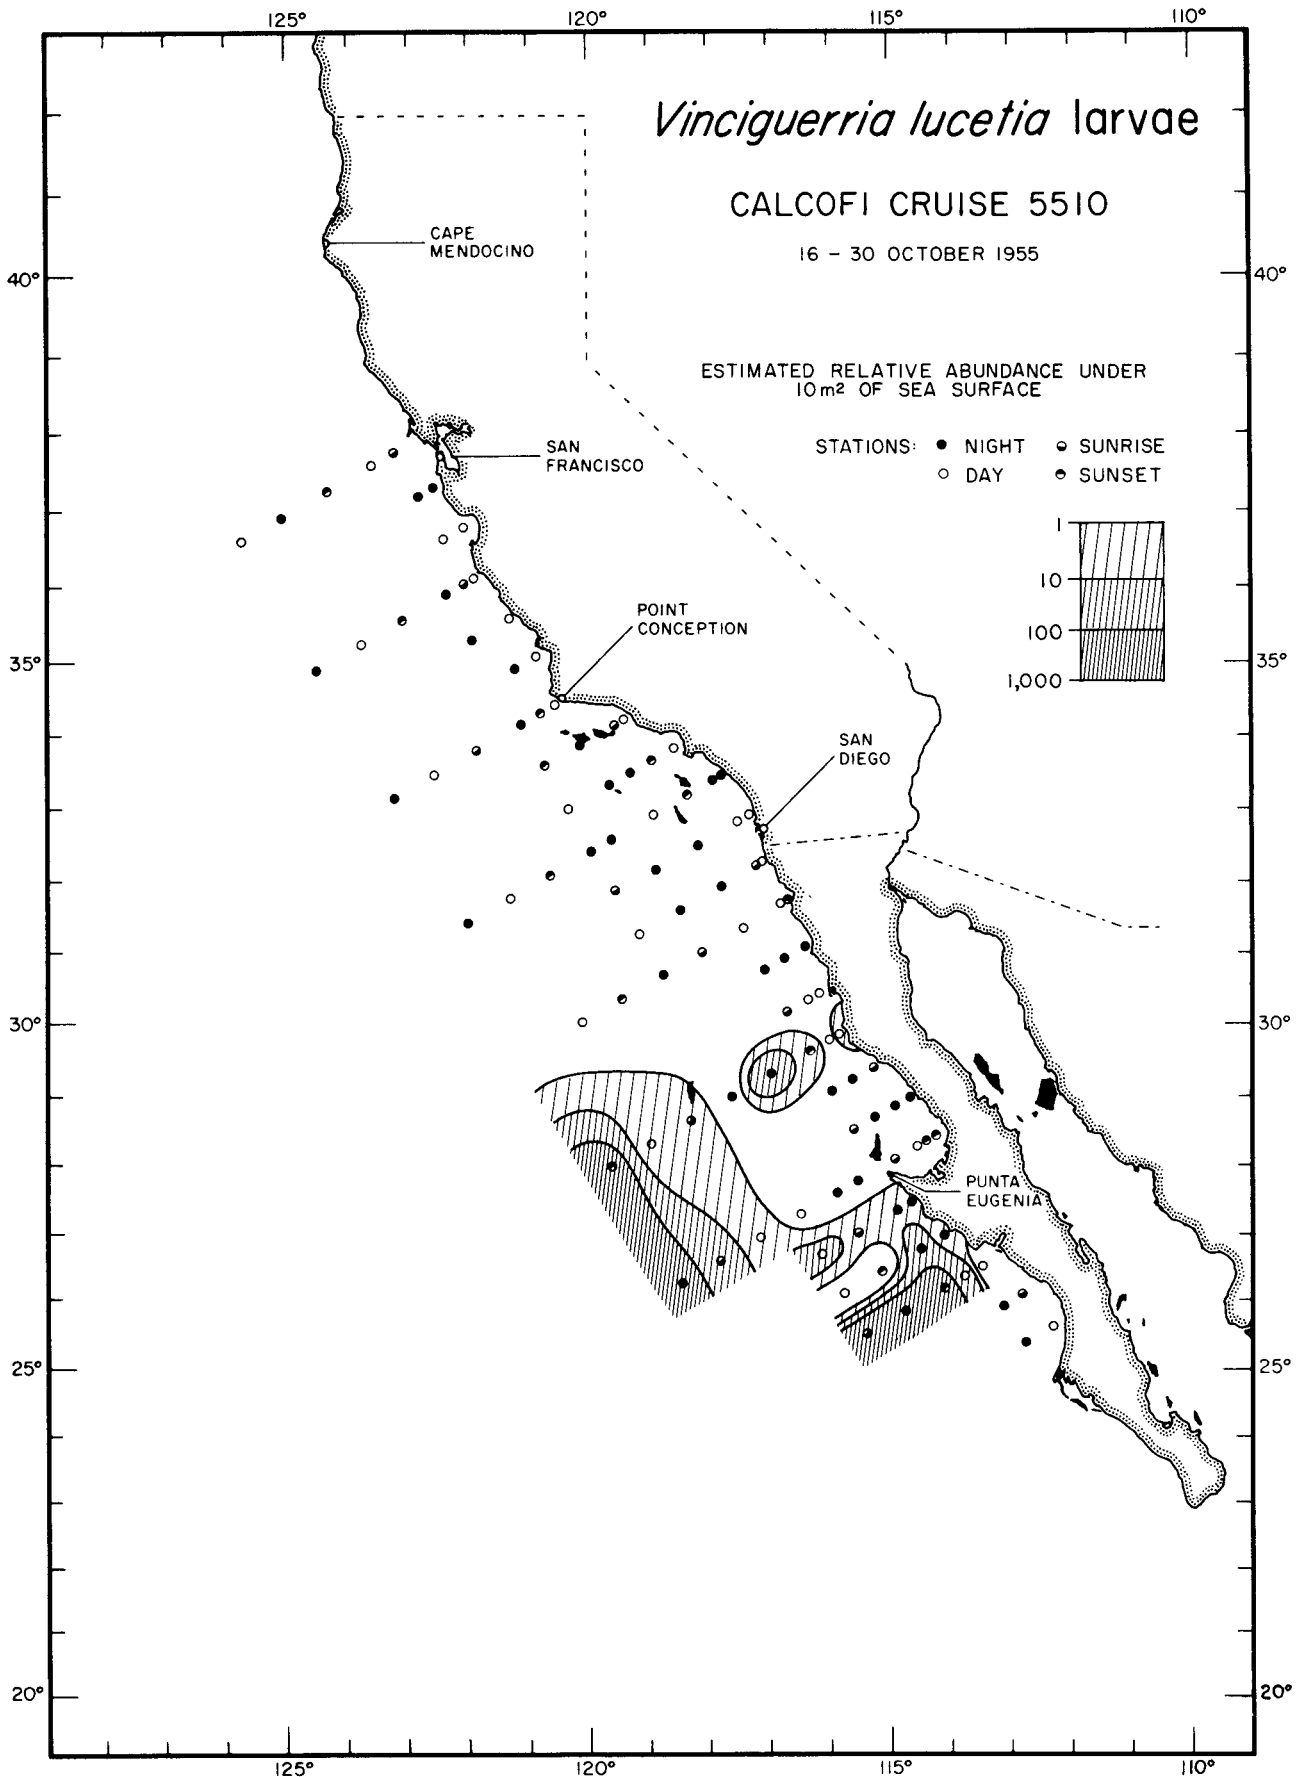 125°
120°
115°
110°
Vinciguerria lucetia larvae
CALCOFI CRUISE 5510
16 - 30 OCTOBER 1955
CAPE
MENDOCINO
40°
40°
ESTIMATED RELATIVE ABUNDANCE UNDER
10 m² OF SEA SURFACE
STATIONS: NIGHT SUNRISE
DAY SUNSET
SAN
FRANCISCO
1
10
100
1,000
POINT
CONCEPTION
35°
35°
SAN
DIEGO
30°
30°
PUNTA
EUGENIA
25°
25°
20°
20°
125°
120°
115°
110°